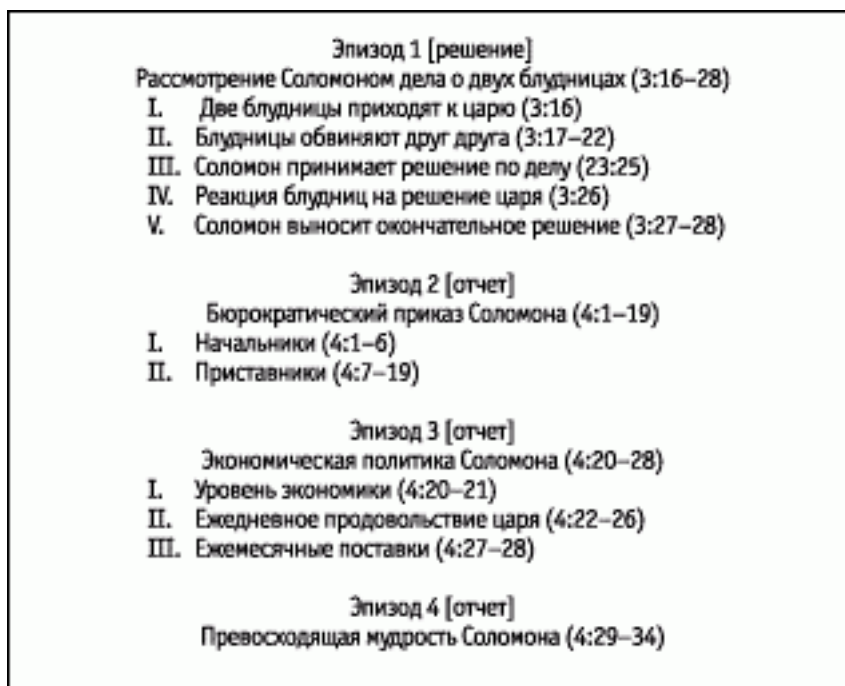 Эпизод 1 [решение]
Рассмотрение Соломоном дела о двух блудницах (3:16–28)
I. Две блудницы приходят к царю (3:16)
II. Блудницы обвиняют друг друга (3:17–22)
III. Соломон принимает решение по делу (23:25)
IV. Реакция блудниц на решение царя (3:26)
V. Соломон выносит окончательное решение (3:27–28)
Эпизод 2 [отчет]
Бюрократический приказ Соломона (4:1–19)
I. Начальники (4:1–6)
II. Приставники (4:7–19)
Эпизод 3 [отчет]
Экономическая политика Соломона (4:20–28)
I. Уровень экономики (4:20–21)
II. Ежедневное продовольствие царя (4:22–26)
III. Ежемесячные поставки (4:27–28)
Эпизод 4 [отчет]
Превосходящая мудрость Соломона (4:29–34)